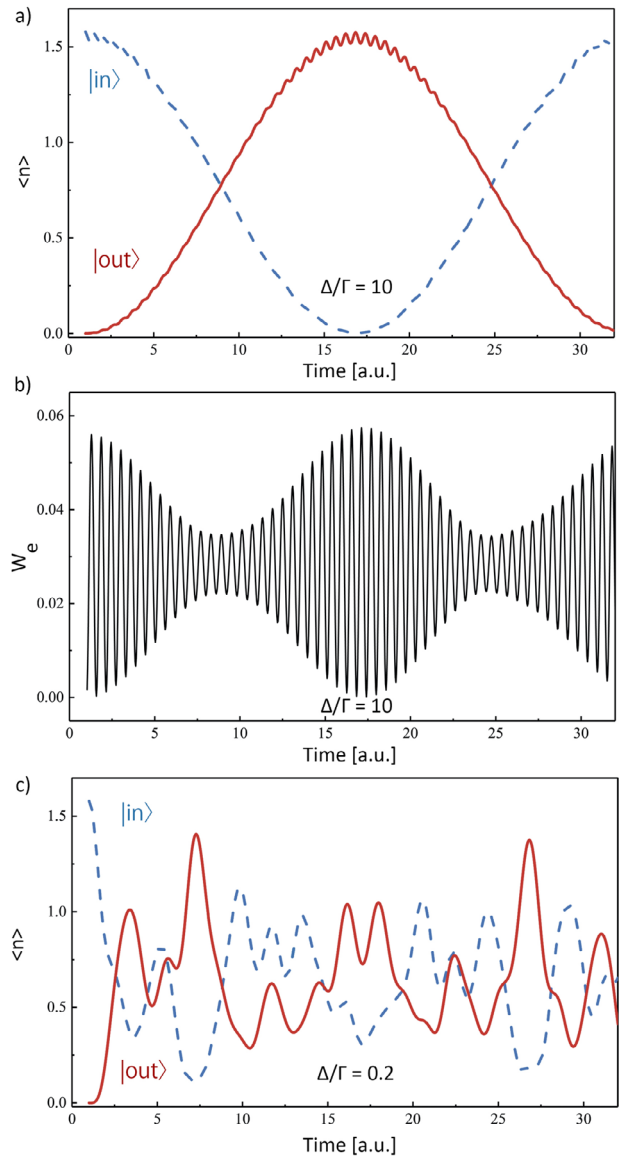 a)
1.5
1.0
0.5
0.0
<n>
|in⟩
|out⟩
Δ/Γ = 10
0 5 10 15 20 25 30
Time [a.u.]
b)
0.06
0.04
0.02
0.00
We
Δ/Γ = 10
0 5 10 15 20 25 30
Time [a.u.]
c)
1.5
1.0
0.5
0.0
<n>
|in⟩
|out⟩
Δ/Γ = 0.2
0 5 10 15 20 25 30
Time [a.u.]